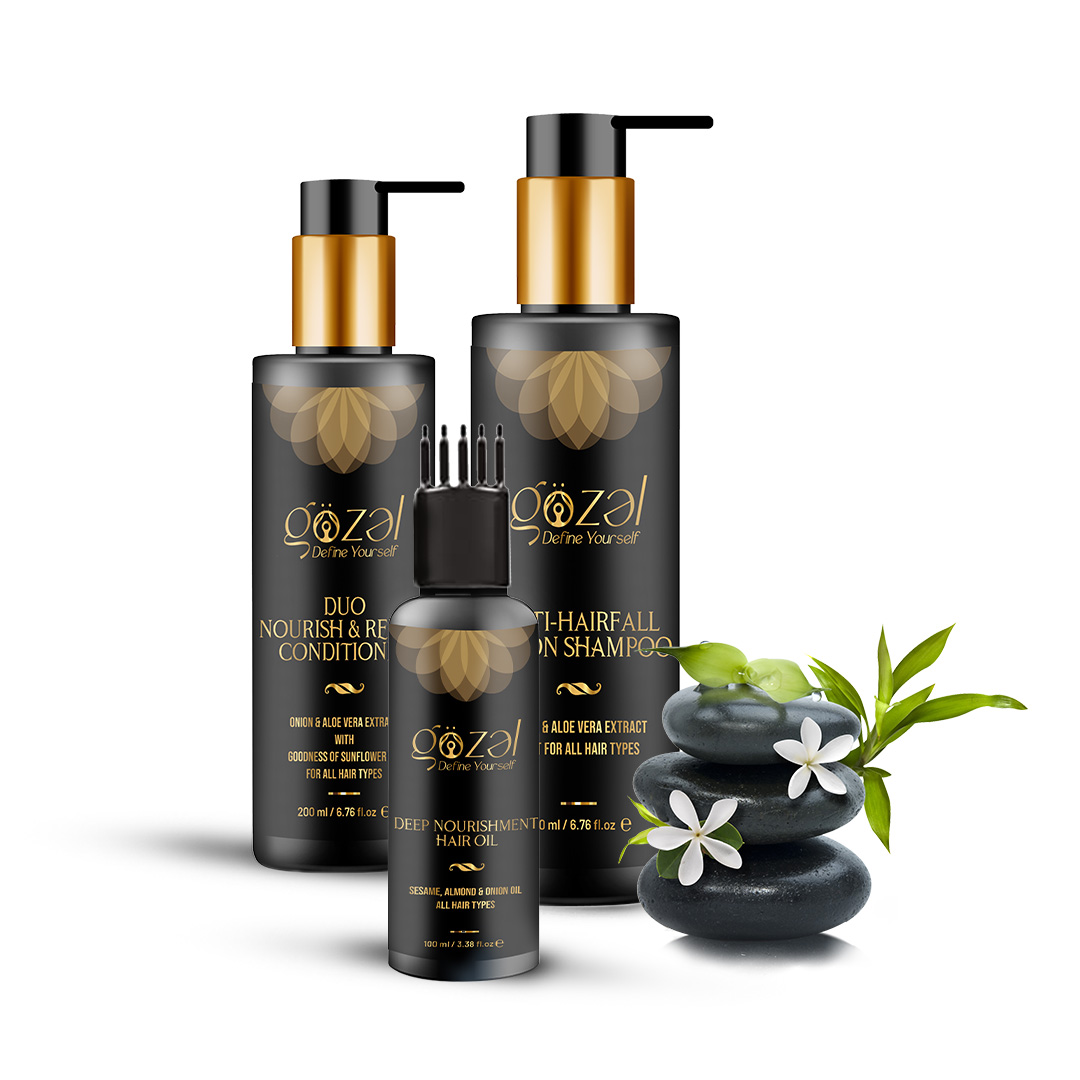 gözəl
Define Yourself
DUO
NOURISH & RE
CONDITION
ONION & ALOE VERA EXTRA
WITH
GOODNESS OF SUNFLOWER
FOR ALL HAIR TYPES
200 ml / 6.76 fl.oz ℮
gözəl
Define Yourself
TI-HAIRFALL
ON SHAMPOO
& ALOE VERA EXTRACT
T FOR ALL HAIR TYPES
0 ml / 6.76 fl.oz ℮
gözəl
Define Yourself
DEEP NOURISHMENT
HAIR OIL
SESAME, ALMOND & ONION OIL
ALL HAIR TYPES
100 ml / 3.38 fl.oz ℮